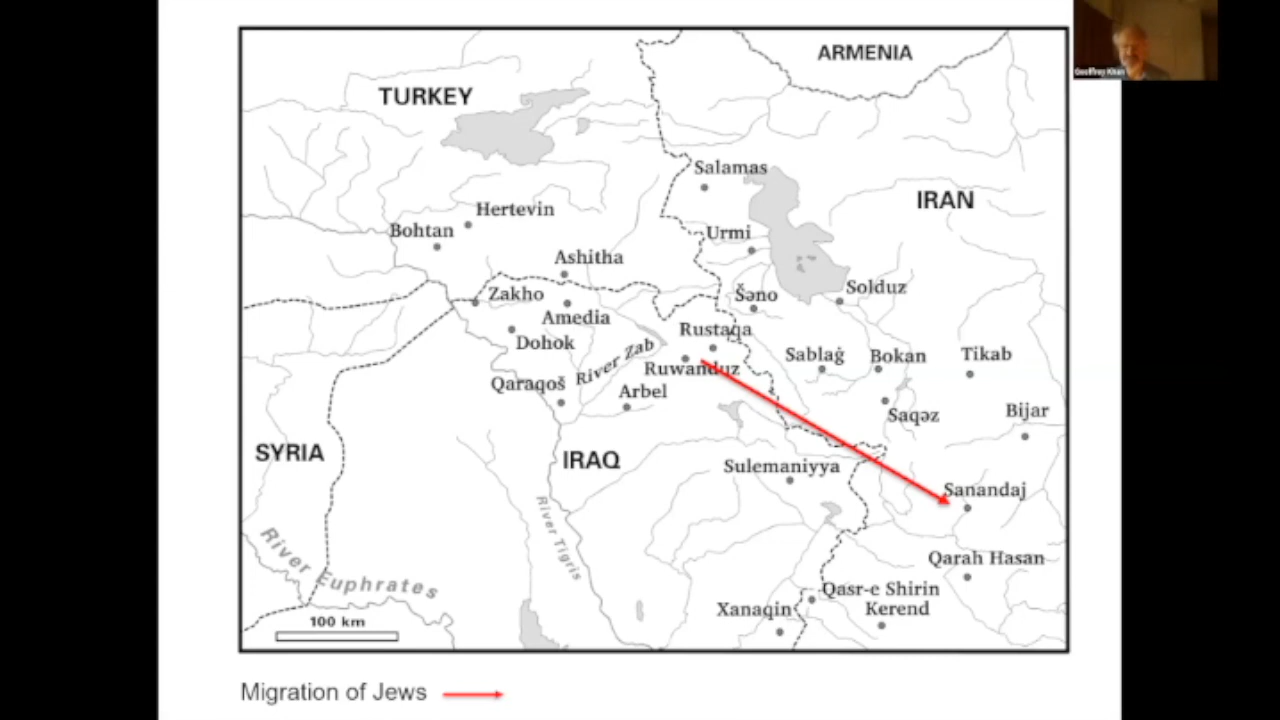 Geoffrey Khan
ARMENIA
TURKEY
Salamas
IRAN
Hertevin
Bohtan
Urmi
Ashitha
Zakho
Šəno
Solduz
Amedia
Rustaqa
Dohok
River Zab
Sablaġ
Bokan
Tikab
Ruwanduz
Qaraqoš
Arbel
Saqəz
Bijar
SYRIA
IRAQ
Sulemaniyya
Sanandaj
River Tigris
River Euphrates
Qarah Hasan
Qasr-e Shirin
Xanaqin
Kerend
100 km
Migration of Jews